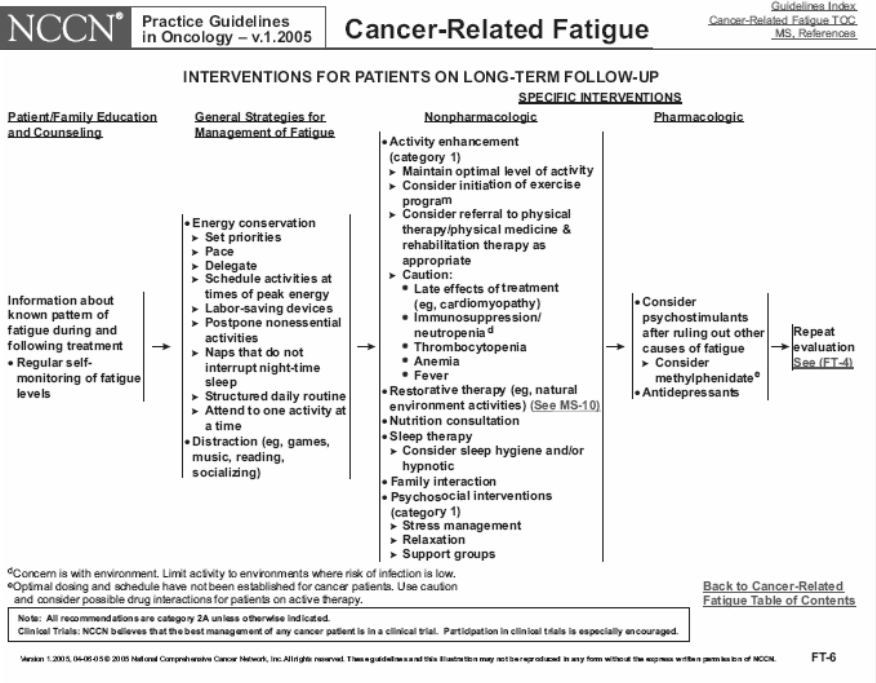 NCCN®
Practice Guidelines
in Oncology – v.1.2005
Cancer-Related Fatigue
Guidelines Index
Cancer-Related Fatigue TOC
MS, References
INTERVENTIONS FOR PATIENTS ON LONG-TERM FOLLOW-UP
SPECIFIC INTERVENTIONS
Patient/Family Education
and Counseling
General Strategies for
Management of Fatigue
Nonpharmacologic
Pharmacologic
Information about
known pattern of
fatigue during and
following treatment
• Regular self-
monitoring of fatigue
levels
• Energy conservation
➤ Set priorities
➤ Pace
➤ Delegate
➤ Schedule activities at
times of peak energy
➤ Labor-saving devices
➤ Postpone nonessential
activities
➤ Naps that do not
interrupt night-time
sleep
➤ Structured daily routine
➤ Attend to one activity at
a time
• Distraction (eg, games,
music, reading,
socializing)
• Activity enhancement
(category 1)
➤ Maintain optimal level of activity
➤ Consider initiation of exercise
program
➤ Consider referral to physical
therapy/physical medicine &
rehabilitation therapy as
appropriate
➤ Caution:
• Late effects of treatment
(eg, cardiomyopathy)
• Immunosuppression/
neutropenia d
• Thrombocytopenia
• Anemia
• Fever
• Restorative therapy (eg, natural
environment activities) (See MS-10)
• Nutrition consultation
• Sleep therapy
➤ Consider sleep hygiene and/or
hypnotic
• Family interaction
• Psychosocial interventions
(category 1)
➤ Stress management
➤ Relaxation
➤ Support groups
• Consider
psychostimulants
after ruling out other
causes of fatigue
➤ Consider
methylphenidate e
• Antidepressants
Repeat
evaluation
See (FT-4)
d Concern is with environment. Limit activity to environments where risk of infection is low.
e Optimal dosing and schedule have not been established for cancer patients. Use caution
and consider possible drug interactions for patients on active therapy.
Back to Cancer-Related
Fatigue Table of Contents
Note: All recommendations are category 2A unless otherwise indicated.
Clinical Trials: NCCN believes that the best management of any cancer patient is in a clinical trial. Participation in clinical trials is especially encouraged.
Version 1.2005, 04-06-05 © 2005 National Comprehensive Cancer Network, Inc. All rights reserved. These guidelines and this illustration may not be reproduced in any form without the express written permission of NCCN.
FT-6